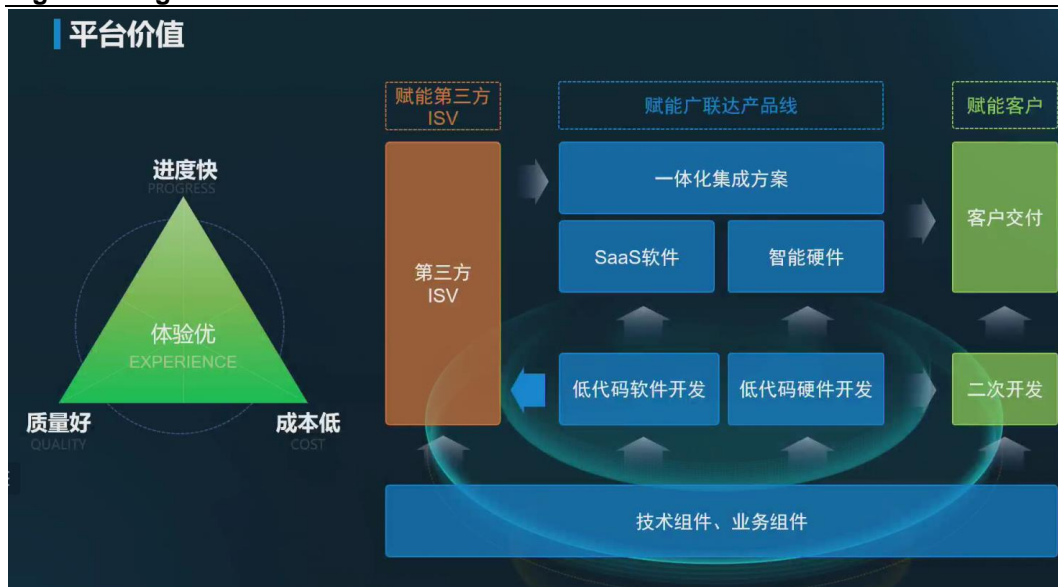 平台价值
赋能第三方
ISV
赋能广联达产品线
赋能客户
进度快
PROGRESS
一体化集成方案
客户交付
SaaS软件
智能硬件
第三方
ISV
体验优
EXPERIENCE
低代码软件开发
低代码硬件开发
二次开发
质量好
QUALITY
成本低
COST
技术组件、业务组件